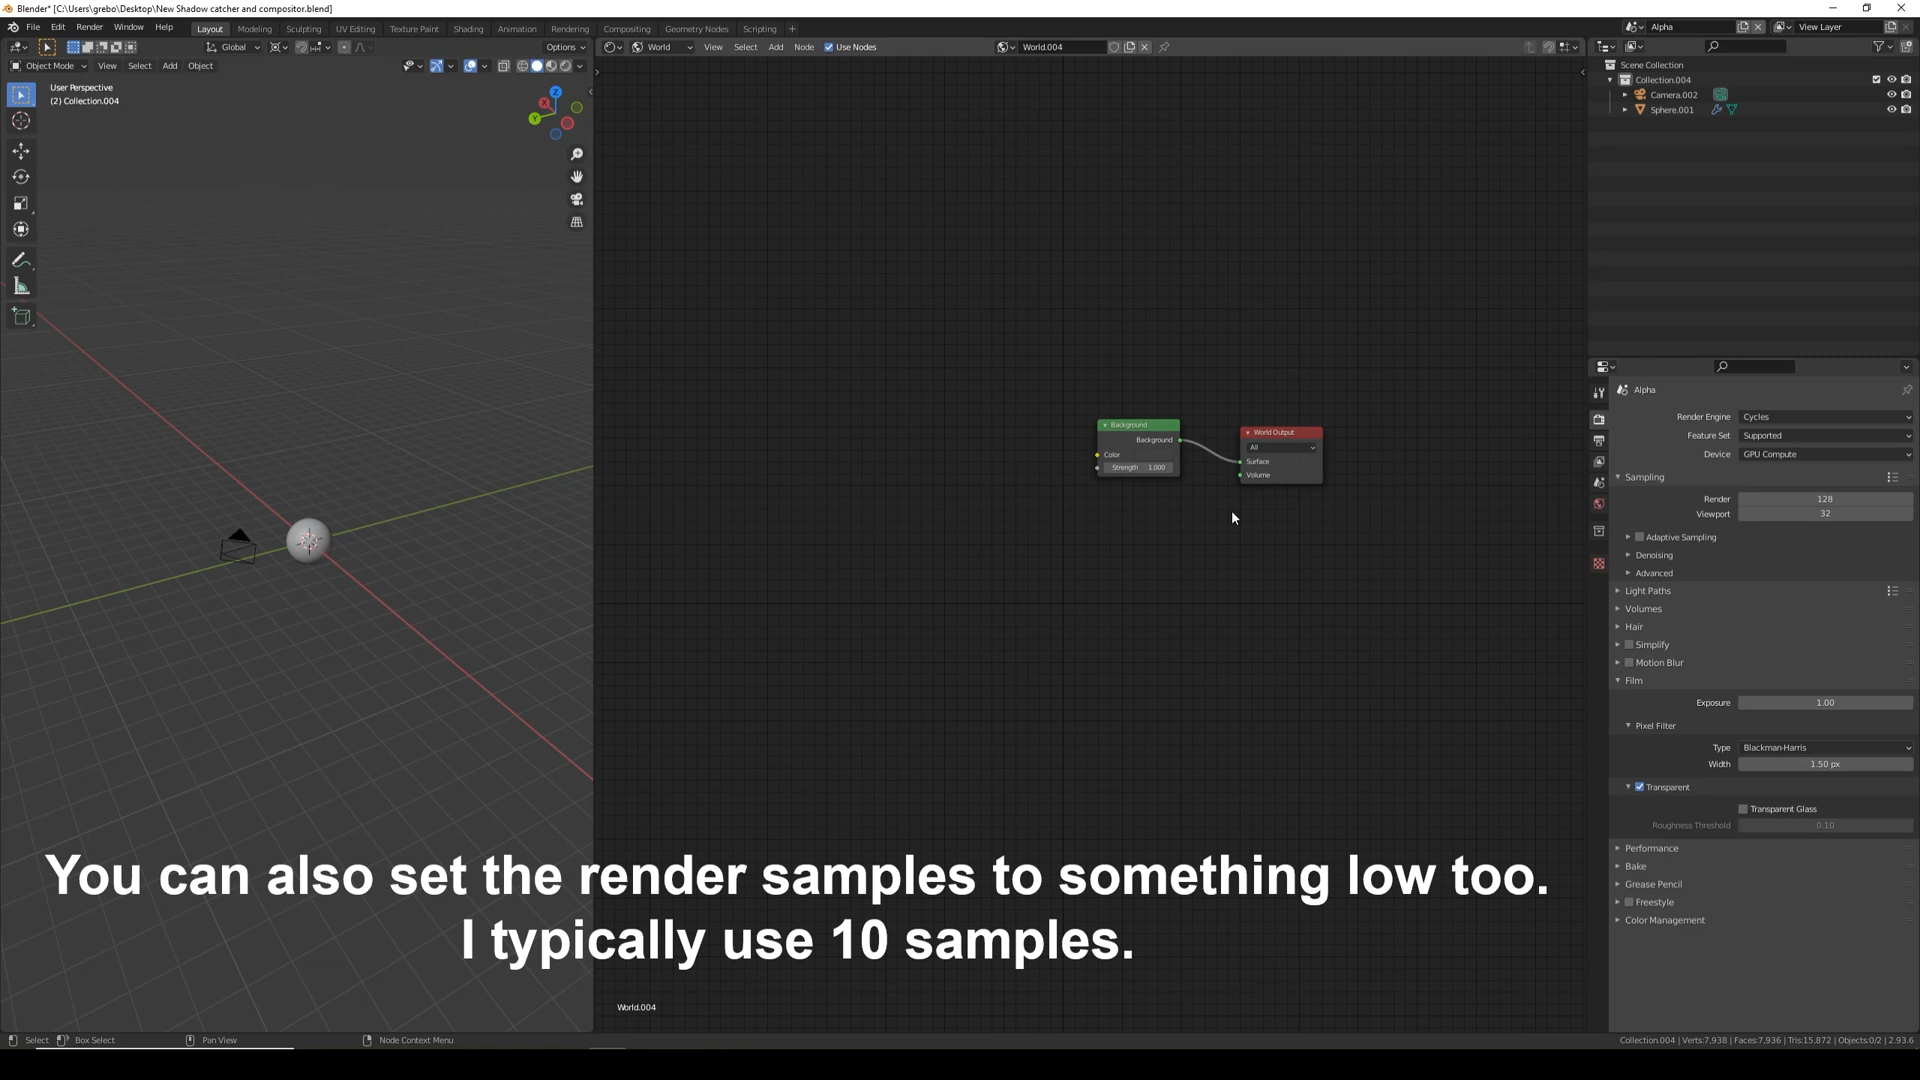 Blender* [C:\Users\grebo\Desktop\New Shadow catcher and compositor.blend]
File Edit Render Window Help
Layout Modeling Sculpting UV Editing Texture Paint Shading Animation Rendering Compositing Geometry Nodes Scripting +
Alpha
View Layer
Global
Options
World
View Select Add Node Use Nodes
World.004
Object Mode View Select Add Object
User Perspective
(2) Collection.004
Z
X
Y
Scene Collection
Collection.004
Camera.002
Sphere.001
Background
Background
Color
Strength 1.000
World Output
All
Surface
Volume
Alpha
Render Engine Cycles
Feature Set Supported
Device GPU Compute
Sampling
Render 128
Viewport 32
Adaptive Sampling
Denoising
Advanced
Light Paths
Volumes
Hair
Simplify
Motion Blur
Film
Exposure 1.00
Pixel Filter
Type Blackman-Harris
Width 1.50 px
Transparent
Transparent Glass
Roughness Threshold 0.10
Performance
Bake
Grease Pencil
Freestyle
Color Management
You can also set the render samples to something low too.
I typically use 10 samples.
World.004
Select Box Select Pan View Node Context Menu
Collection.004 | Verts:7,938 | Faces:7,936 | Tris:15,872 | Objects:0/2 | 2.93.6